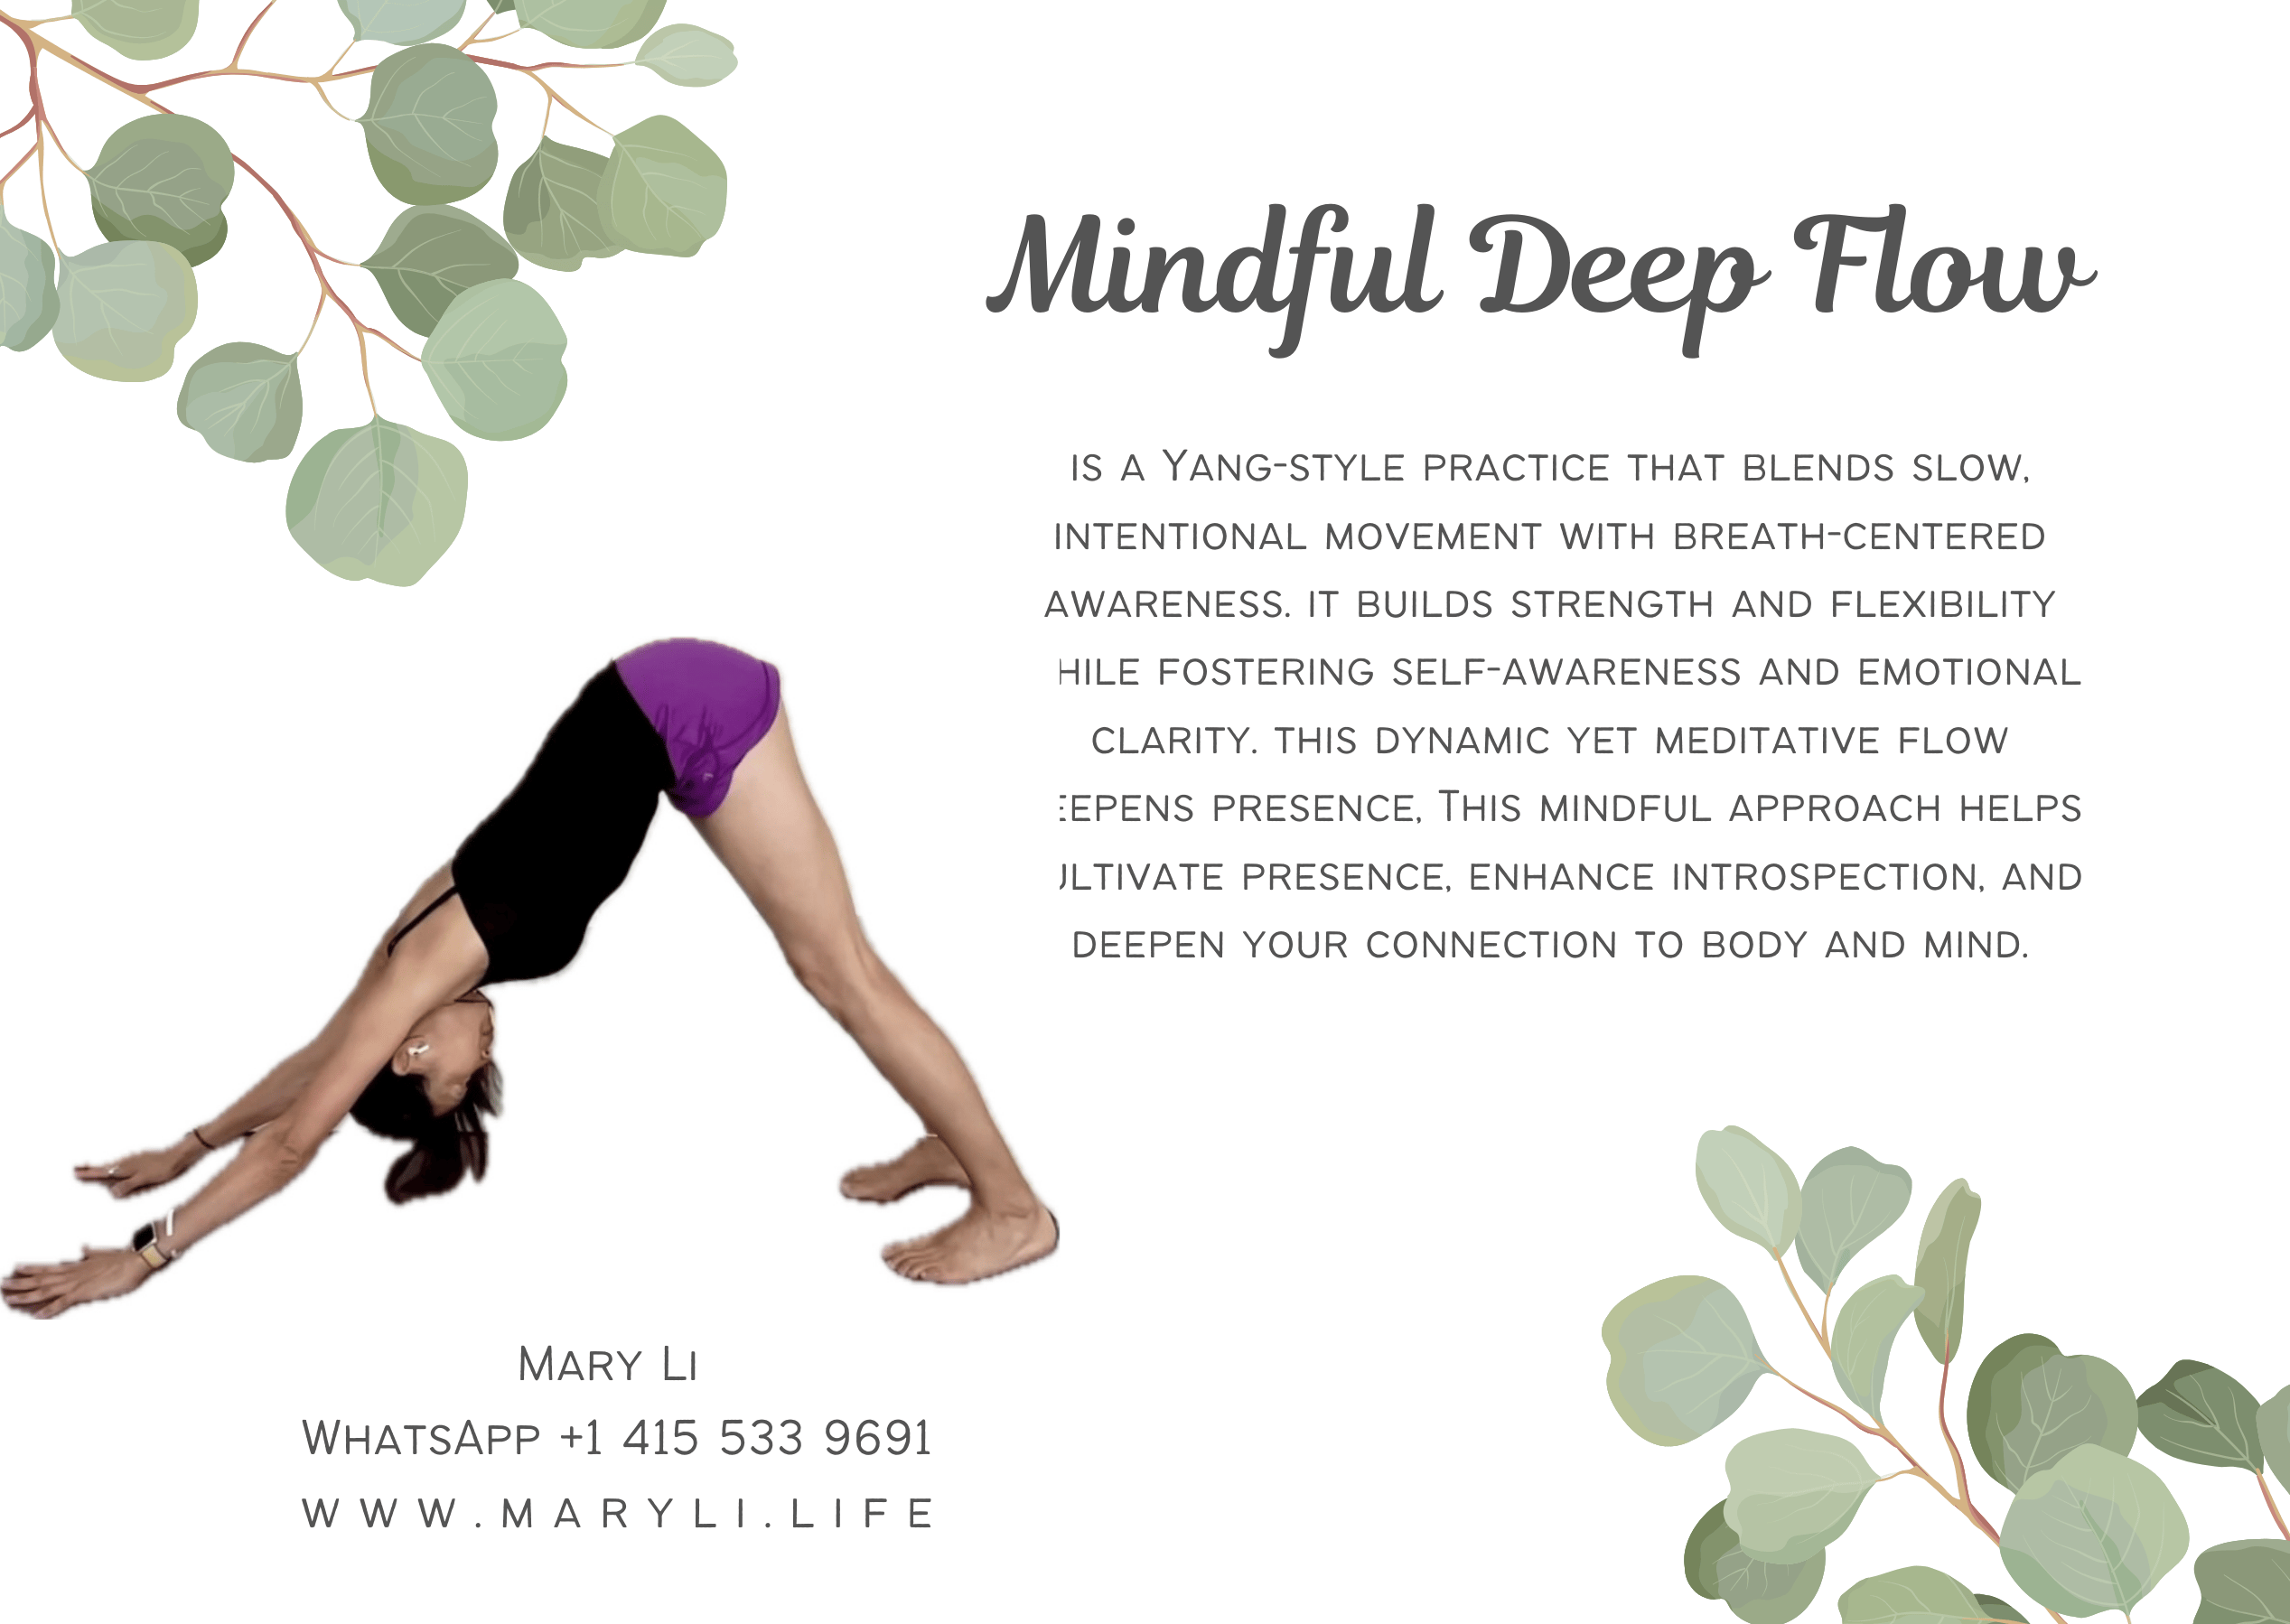 Mindful Deep Flow
is a Yang-style practice that blends slow,
intentional movement with breath-centered
awareness. it builds strength and flexibility
hile fostering self-awareness and emotional
clarity. this dynamic yet meditative flow
eepens presence, This mindful approach helps
ltivate presence, enhance introspection, and
deepen your connection to body and mind.
Mary Li
WhatsApp +1 415 533 9691
www.maryli.life